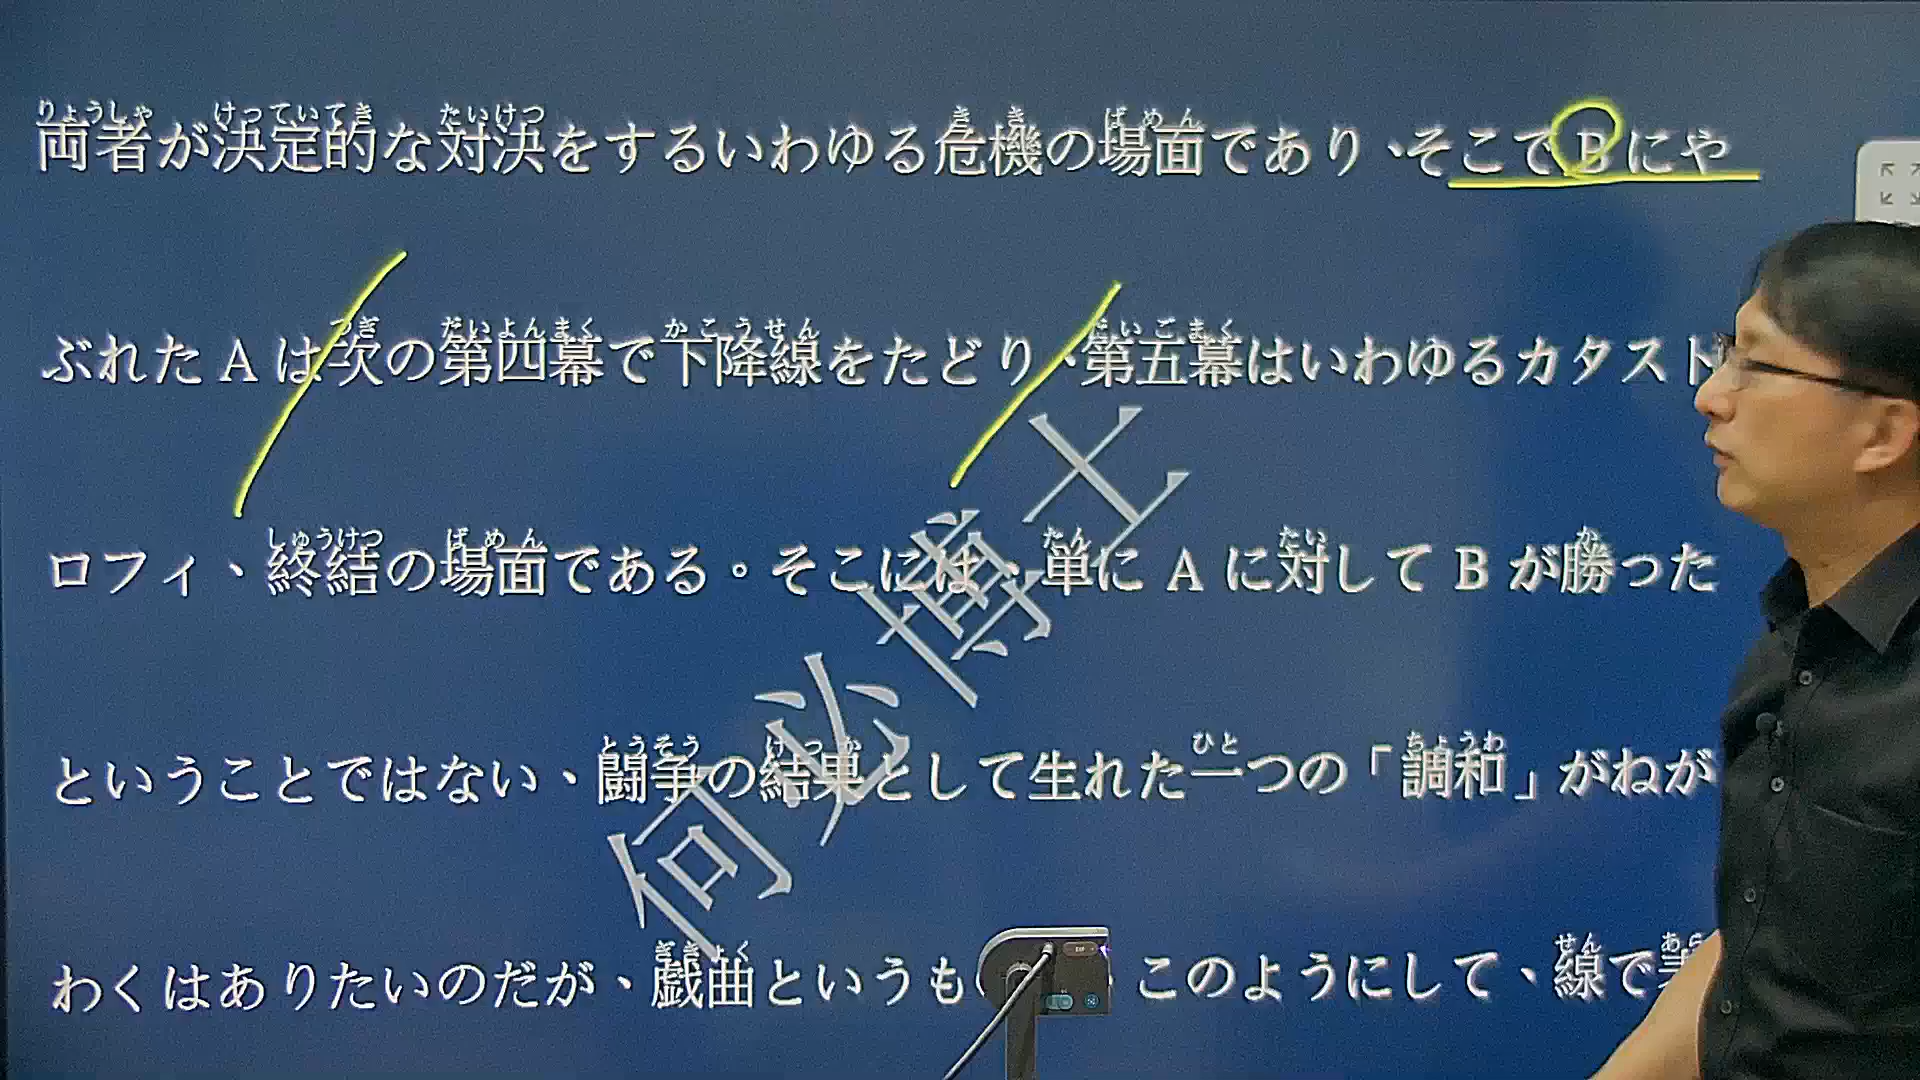 両者が決定的な対決をするいわゆる危機の場面であり、そこでBにや
ぶれた A は次の第四幕で下降線をたどり、第五幕はいわゆるカタスト
ロフィ、終結の場面である。そこには、単に A に対して B が勝った
ということではない、闘争の結果として生れた一つの「調和」がねが
わくはありたいのだが、戯曲というも このようにして、線で
何必博士